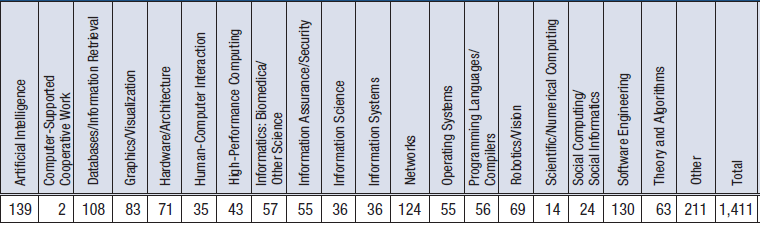 Artificial Intelligence
Computer-Supported
Cooperative Work
Databases/Information Retrieval
Graphics/Visualization
Hardware/Architecture
Human-Computer Interaction
High-Performance Computing
Informatics: Biomedica/
Other Science
Information Assurance/Security
Information Science
Information Systems
Networks
Operating Systems
Programming Languages/
Compilers
Robotics/Vision
Scientific/Numerical Computing
Social Computing/
Social Informatics
Software Engineering
Theory and Algorithms
Other
Total
139 2 108 83 71 35 43 57 55 36 36 124 55 56 69 14 24 130 63 211 1,411